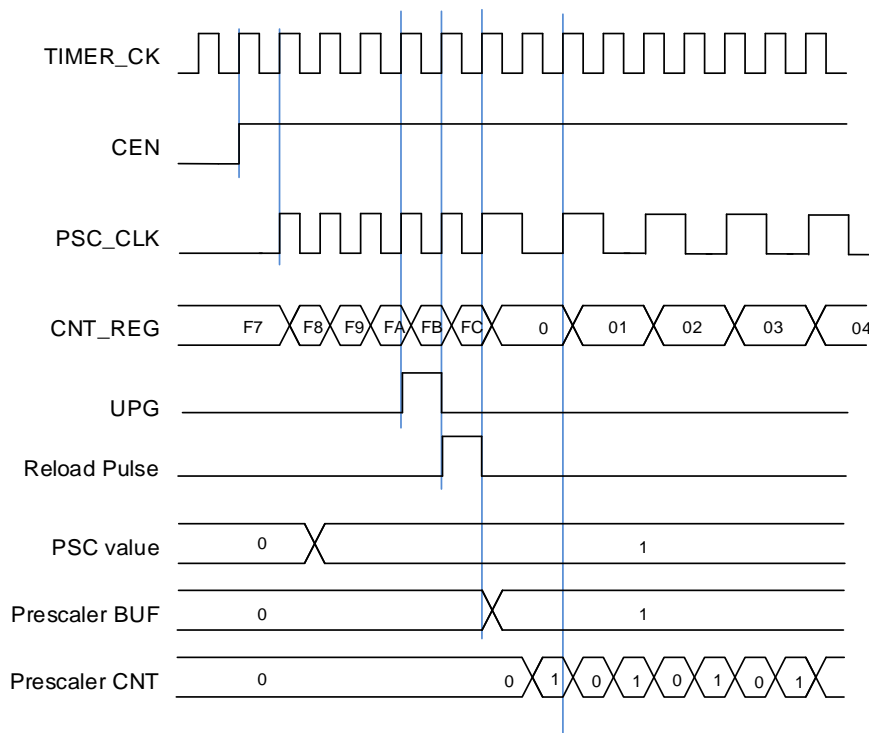 TIMER_CK
CEN
PSC_CLK
CNT_REG F7 F8 F9 FA FB FC 0 01 02 03 04
UPG
Reload Pulse
PSC value 0 1
Prescaler BUF 0 1
Prescaler CNT 0 0 1 0 1 0 1 0 1